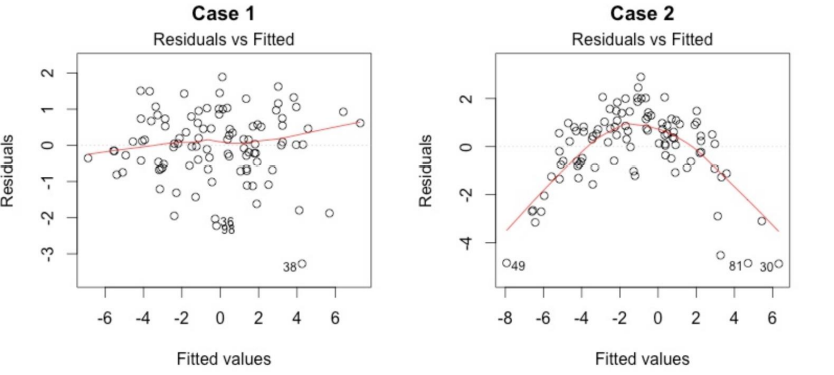 Case 1
Residuals vs Fitted
Residuals
2
1
0
-1
-2
-3
36
98
38
-6 -4 -2 0 2 4 6
Fitted values
Case 2
Residuals vs Fitted
Residuals
2
0
-2
-4
49
81
30
-8 -6 -4 -2 0 2 4 6
Fitted values